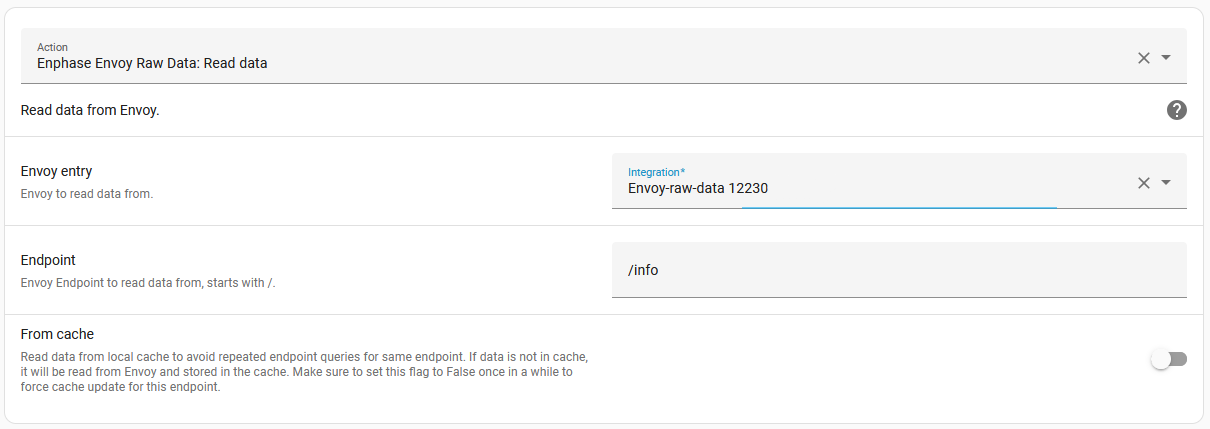 Action
Enphase Envoy Raw Data: Read data
Read data from Envoy.
Envoy entry
Envoy to read data from.
Integration*
Envoy-raw-data 12230
Endpoint
Envoy Endpoint to read data from, starts with /.
/info
From cache
Read data from local cache to avoid repeated endpoint queries for same endpoint. If data is not in cache,
it will be read from Envoy and stored in the cache. Make sure to set this flag to False once in a while to
force cache update for this endpoint.